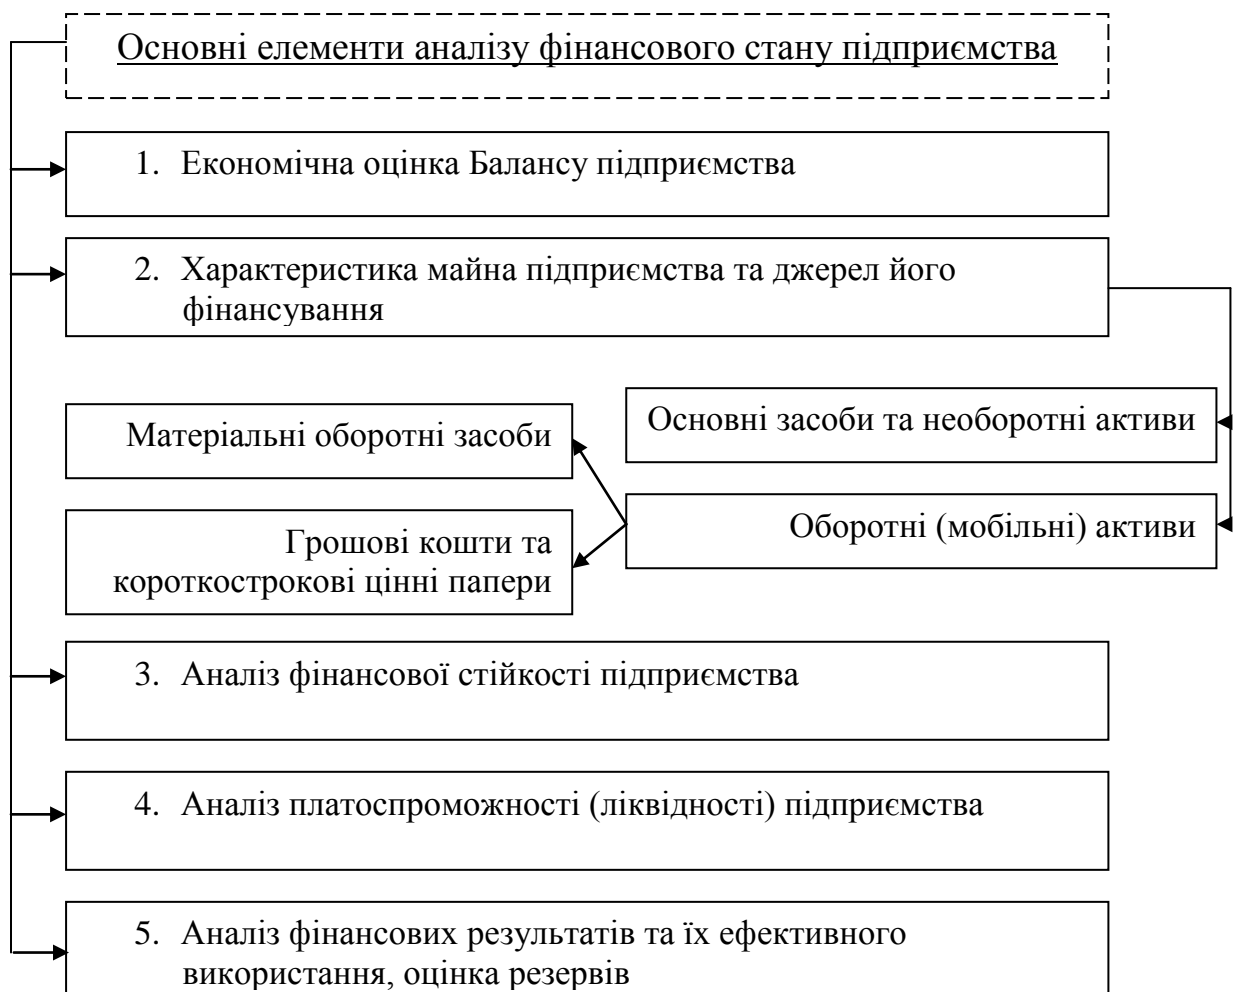 Основні елементи аналізу фінансового стану підприємства
1. Економічна оцінка Балансу підприємства
2. Характеристика майна підприємства та джерел його
фінансування
Матеріальні оборотні засоби
Основні засоби та необоротні активи
Грошові кошти та
короткострокові цінні папери
Оборотні (мобільні) активи
3. Аналіз фінансової стійкості підприємства
4. Аналіз платоспроможності (ліквідності) підприємства
5. Аналіз фінансових результатів та їх ефективного
використання, оцінка резервів